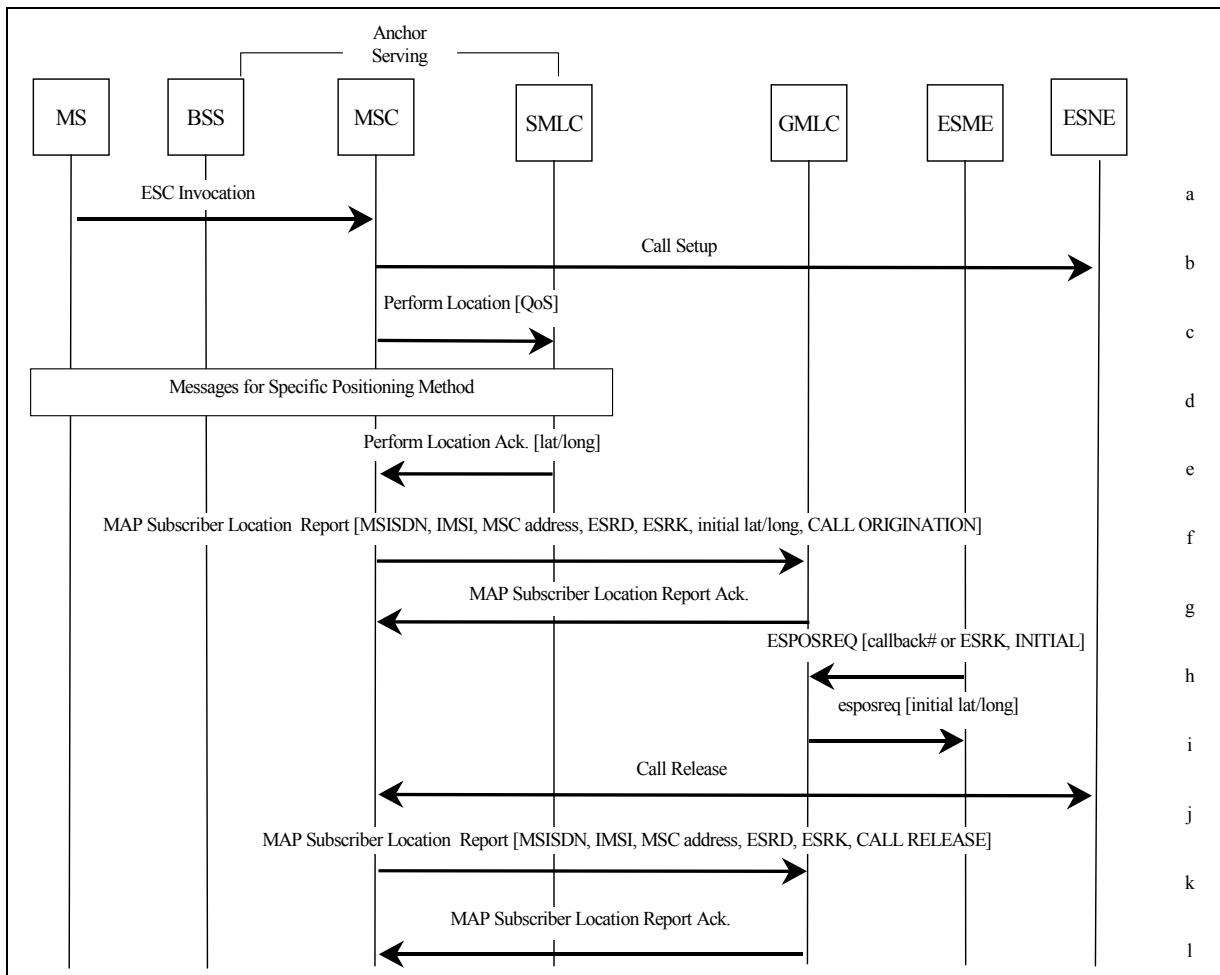 Anchor
Serving
MS
BSS
MSC
SMLC
GMLC
ESME
ESNE
ESC Invocation
a
Call Setup
b
Perform Location [QoS]
c
Messages for Specific Positioning Method
d
Perform Location Ack. [lat/long]
e
MAP Subscriber Location Report [MSISDN, IMSI, MSC address, ESRD, ESRK, initial lat/long, CALL ORIGINATION]
f
MAP Subscriber Location Report Ack.
g
ESPOSREQ [callback# or ESRK, INITIAL]
h
esposreq [initial lat/long]
i
Call Release
j
MAP Subscriber Location Report [MSISDN, IMSI, MSC address, ESRD, ESRK, CALL RELEASE]
k
MAP Subscriber Location Report Ack.
l